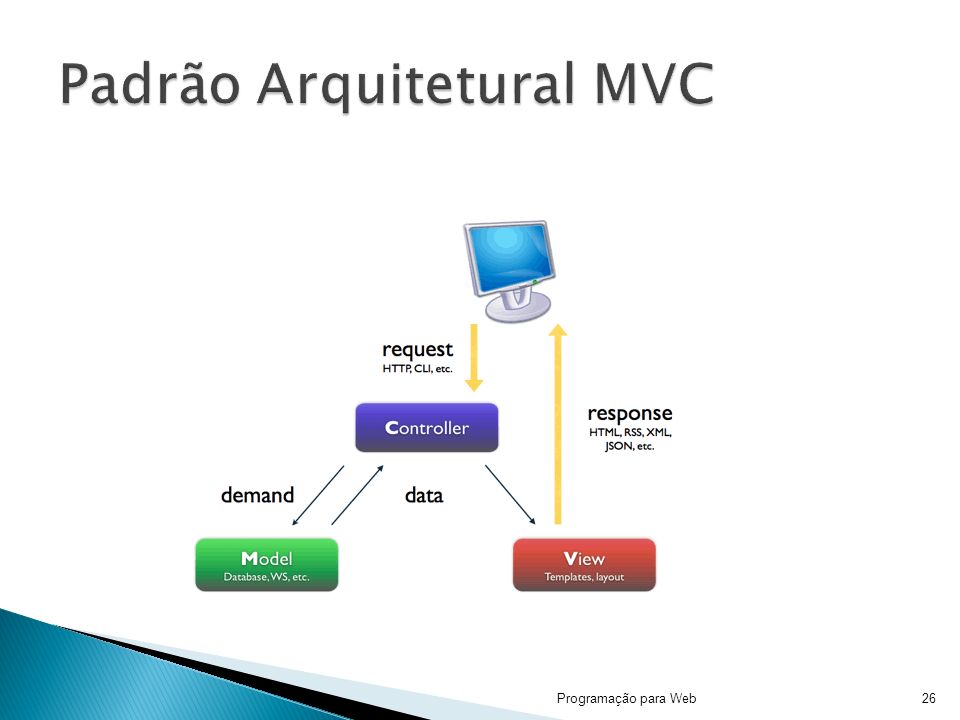 Padrão Arquitetural MVC
request
HTTP, CLI, etc.
Controller
response
HTML, RSS, XML,
JSON, etc.
demand
data
Model
Database, WS, etc.
View
Templates, layout
Programação para Web
26